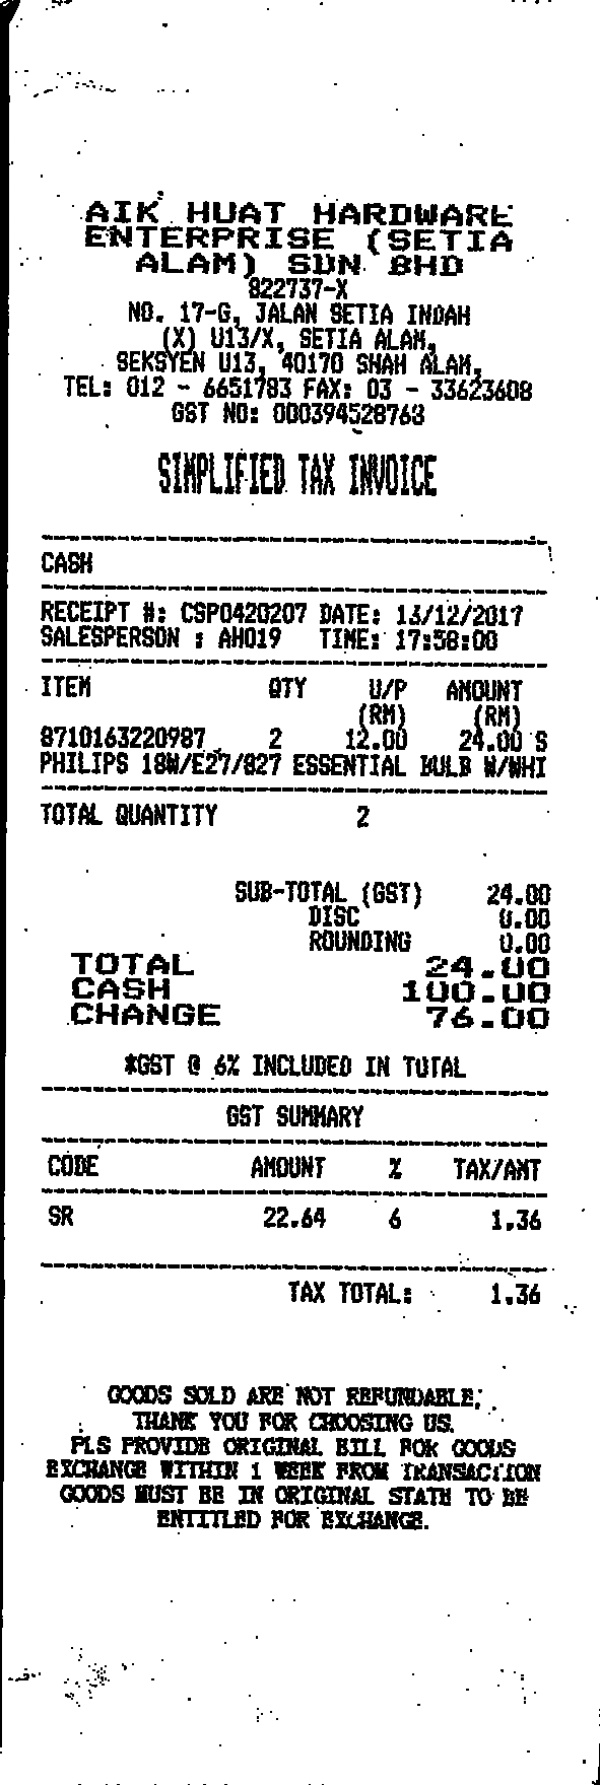 AIK HUAT HARDWARE
ENTERPRISE (SETIA
ALAM) SDN BHD
822737-X
NO. 17-G, JALAN SETIA INDAH
(X) U13/X, SETIA ALAM,
SEKSYEN U13, 40170 SHAH ALAM,
TEL: 012 - 6651783 FAX: 03 - 33623608
GST NO: 000394528763
SIMPLIFIED TAX INVOICE
CASH
RECEIPT #: CSP0420207 DATE: 13/12/2017
SALESPERSON : AH019 TIME: 17:58:00
ITEM QTY U/P AMOUNT
(RM) (RM)
8710163220987 2 12.00 24.00 S
PHILIPS 18W/E27/827 ESSENTIAL BULB W/WHI
TOTAL QUANTITY 2
SUB-TOTAL (GST) 24.00
DISC 0.00
ROUNDING 0.00
TOTAL 24.00
CASH 100.00
CHANGE 76.00
*GST @ 6% INCLUDED IN TOTAL
GST SUMMARY
CODE AMOUNT % TAX/AMT
SR 22.64 6 1.36
TAX TOTAL: 1.36
GOODS SOLD ARE NOT REFUNDABLE,
THANK YOU FOR CHOOSING US.
PLS PROVIDE ORIGINAL BILL FOR GOODS
EXCHANGE WITHIN 1 WEEK FROM TRANSACTION
GOODS MUST BE IN ORIGINAL STATE TO BE
ENTITLED FOR EXCHANGE.